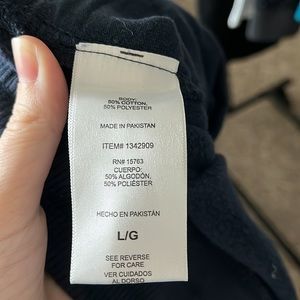 BODY:
50% COTTON,
50% POLYESTER
MADE IN PAKISTAN
ITEM# 1342909
RN# 15763
CUERPO:
50% ALGODÓN,
50% POLIÉSTER
HECHO EN PAKISTÁN
L/G
SEE REVERSE
FOR CARE
VER CUIDADOS
AL DORSO